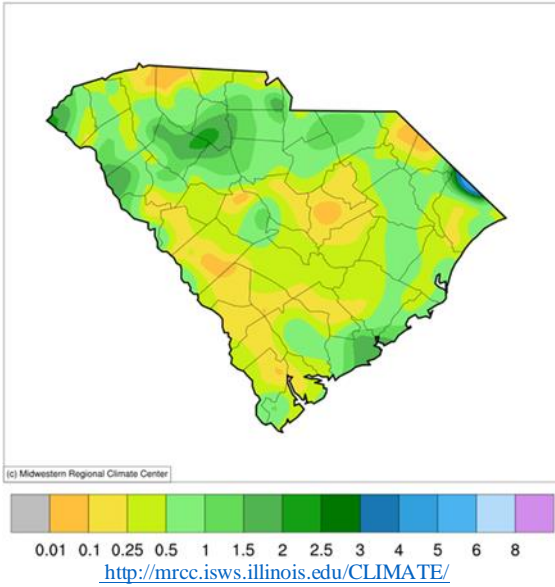 (c) Midwestern Regional Climate Center
0.01 0.1 0.25 0.5 1 1.5 2 2.5 3 4 5 6 8
http://mrcc.isws.illinois.edu/CLIMATE/